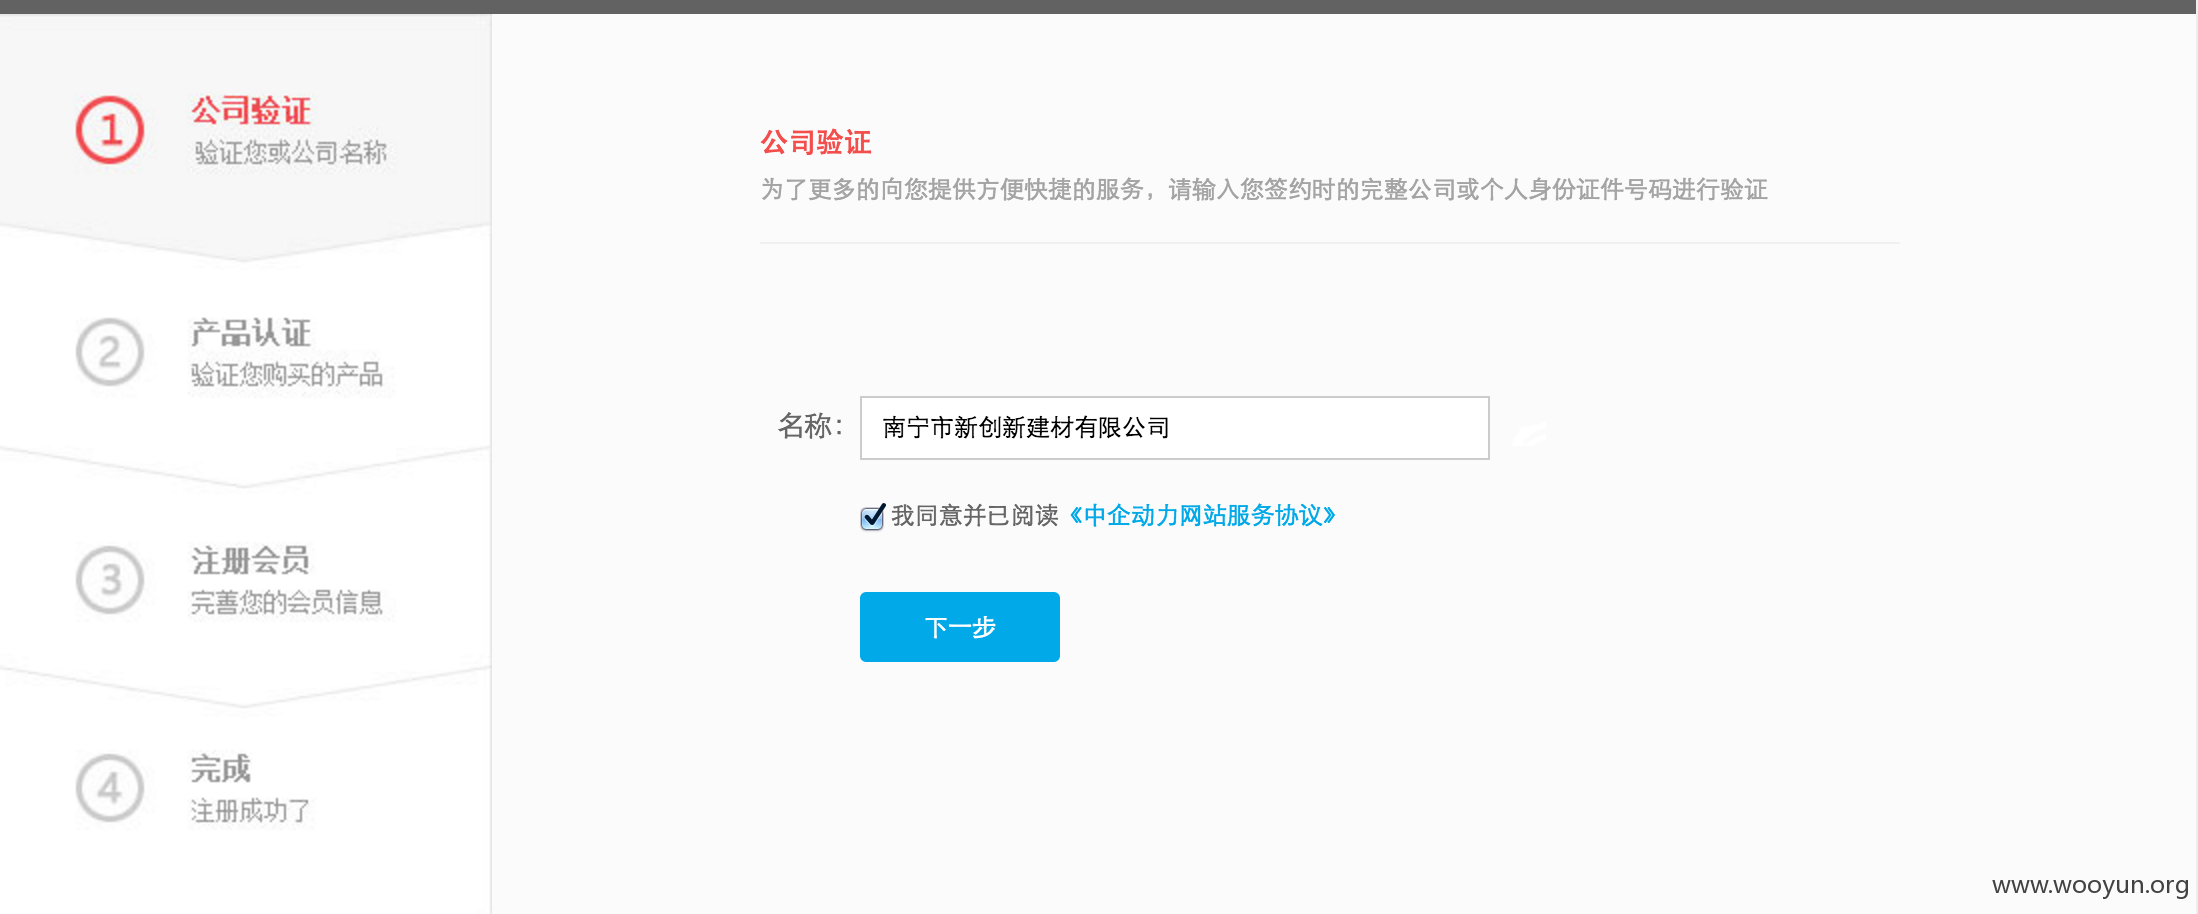 1
公司验证
验证您或公司名称
2
产品认证
验证您购买的产品
3
注册会员
完善您的会员信息
4
完成
注册成功了
公司验证
为了更多的向您提供方便快捷的服务，请输入您签约时的完整公司或个人身份证件号码进行验证
名称： 南宁市新创新建材有限公司
我同意并已阅读《中企动力网站服务协议》
下一步
www.wooyun.org